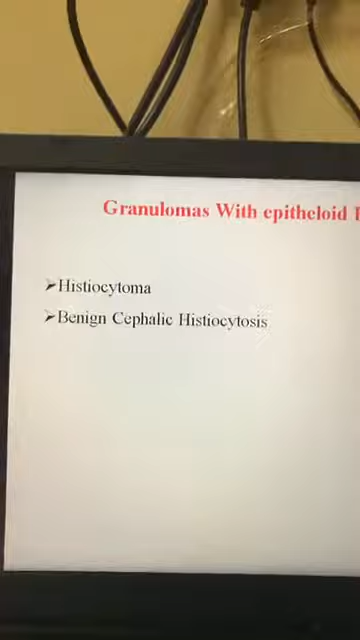 Granulomas With epitheloid
➤Histiocytoma
➤Benign Cephalic Histiocytosis